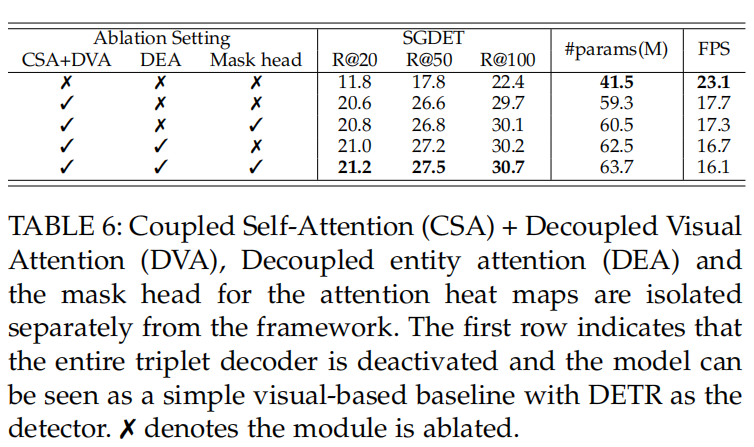 Ablation Setting SGDET #params(M) FPS
CSA+DVA DEA Mask head R@20 R@50 R@100
✗ ✗ ✗ 11.8 17.8 22.4 41.5 23.1
✓ ✗ ✗ 20.6 26.6 29.7 59.3 17.7
✓ ✗ ✓ 20.8 26.8 30.1 60.5 17.3
✓ ✓ ✗ 21.0 27.2 30.2 62.5 16.7
✓ ✓ ✓ 21.2 27.5 30.7 63.7 16.1
TABLE 6: Coupled Self-Attention (CSA) + Decoupled Visual
Attention (DVA), Decoupled entity attention (DEA) and
the mask head for the attention heat maps are isolated
separately from the framework. The first row indicates that
the entire triplet decoder is deactivated and the model can
be seen as a simple visual-based baseline with DETR as the
detector. ✗ denotes the module is ablated.